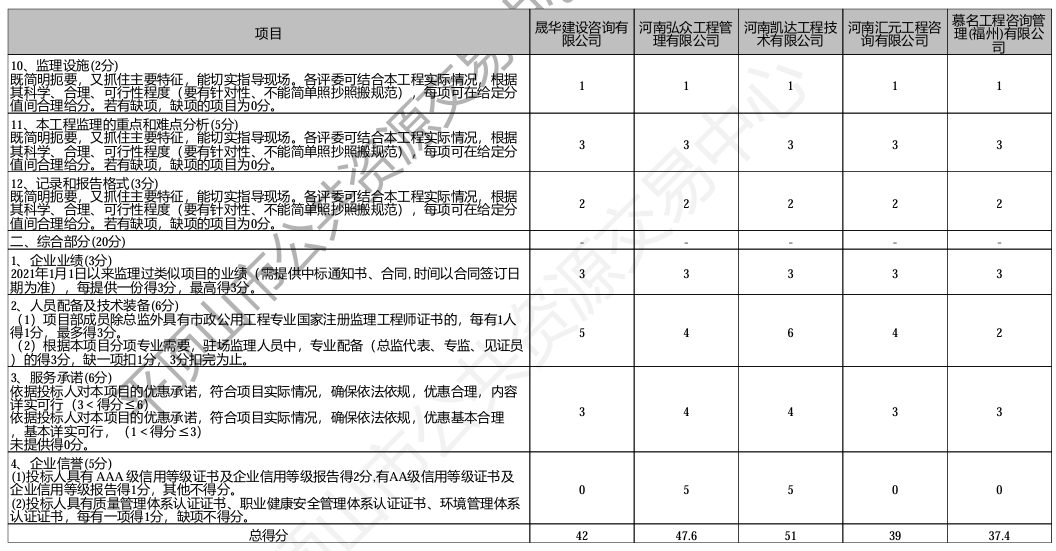 项目
晟华建设咨询有
限公司
河南弘众工程管
理有限公司
河南凯达工程技
术有限公司
河南汇元工程咨
询有限公司
慕名工程咨询管
理(福州)有限公
司
10、监理设施(2分)
既简明扼要，又抓住主要特征，能切实指导现场。各评委可结合本工程实际情况，根据
其科学、合理、可行性程度（要有针对性、不能简单照抄照搬规范），每项可在给定分
值间合理给分。若有缺项，缺项的项目为0分。
1 1 1 1 1
11、本工程监理的重点和难点分析(5分)
既简明扼要，又抓住主要特征，能切实指导现场。各评委可结合本工程实际情况，根据
其科学、合理、可行性程度（要有针对性、不能简单照抄照搬规范），每项可在给定分
值间合理给分。若有缺项，缺项的项目为0分。
3 3 3 3 3
12、记录和报告格式(3分)
既简明扼要，又抓住主要特征，能切实指导现场。各评委可结合本工程实际情况，根据
其科学、合理、可行性程度（要有针对性、不能简单照抄照搬规范），每项可在给定分
值间合理给分。若有缺项，缺项的项目为0分。
2 2 2 2 2
二、综合部分(20分)
- - - - -
1、企业业绩(3分)
2021年1月1日以来监理过类似项目的业绩（需提供中标通知书、合同, 时间以合同签订日
期为准），每提供一份得3分，最高得3分。
3 3 3 3 3
2、人员配备及技术装备(6分)
（1）项目部成员除总监外具有市政公用工程专业国家注册监理工程师证书的，每有1人
得1分，最多得3分。
（2）根据本项目分项专业需要，驻场监理人员中，专业配备（总监代表、专监、见证员
）的得3分，缺一项扣1分，3分扣完为止。
5 4 6 4 2
3、服务承诺(6分)
依据投标人对本项目的优惠承诺，符合项目实际情况，确保依法依规，优惠合理，内容
详实可行（3＜得分≤6）
依据投标人对本项目的优惠承诺，符合项目实际情况，确保依法依规，优惠基本合理
，基本详实可行，（1＜得分≤3）
未提供得0分。
3 4 4 3 3
4、企业信誉(5分)
(1)投标人具有 AAA 级信用等级证书及企业信用等级报告得2分,有AA级信用等级证书及
企业信用等级报告得1分，其他不得分。
(2)投标人具有质量管理体系认证证书、职业健康安全管理体系认证证书、环境管理体系
认证证书，每有一项得1分，缺项不得分。
0 5 5 0 0
总得分 42 47.6 51 39 37.4
平顶山市公共资源交易中心
平顶山市公共资源交易中心